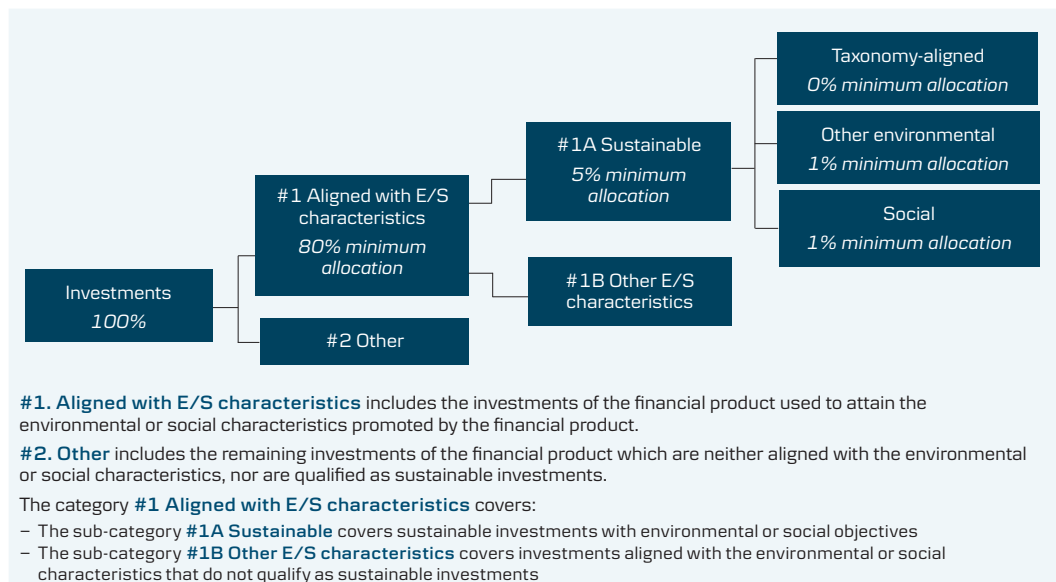 Taxonomy-aligned
0% minimum allocation
#1A Sustainable
5% minimum
allocation
Other environmental
1% minimum allocation
#1 Aligned with E/S
characteristics
80% minimum
allocation
Social
1% minimum allocation
#1B Other E/S
characteristics
Investments
100%
#2 Other
#1. Aligned with E/S characteristics includes the investments of the financial product used to attain the
environmental or social characteristics promoted by the financial product.
#2. Other includes the remaining investments of the financial product which are neither aligned with the environmental
or social characteristics, nor are qualified as sustainable investments.
The category #1 Aligned with E/S characteristics covers:
– The sub-category #1A Sustainable covers sustainable investments with environmental or social objectives
– The sub-category #1B Other E/S characteristics covers investments aligned with the environmental or social
characteristics that do not qualify as sustainable investments